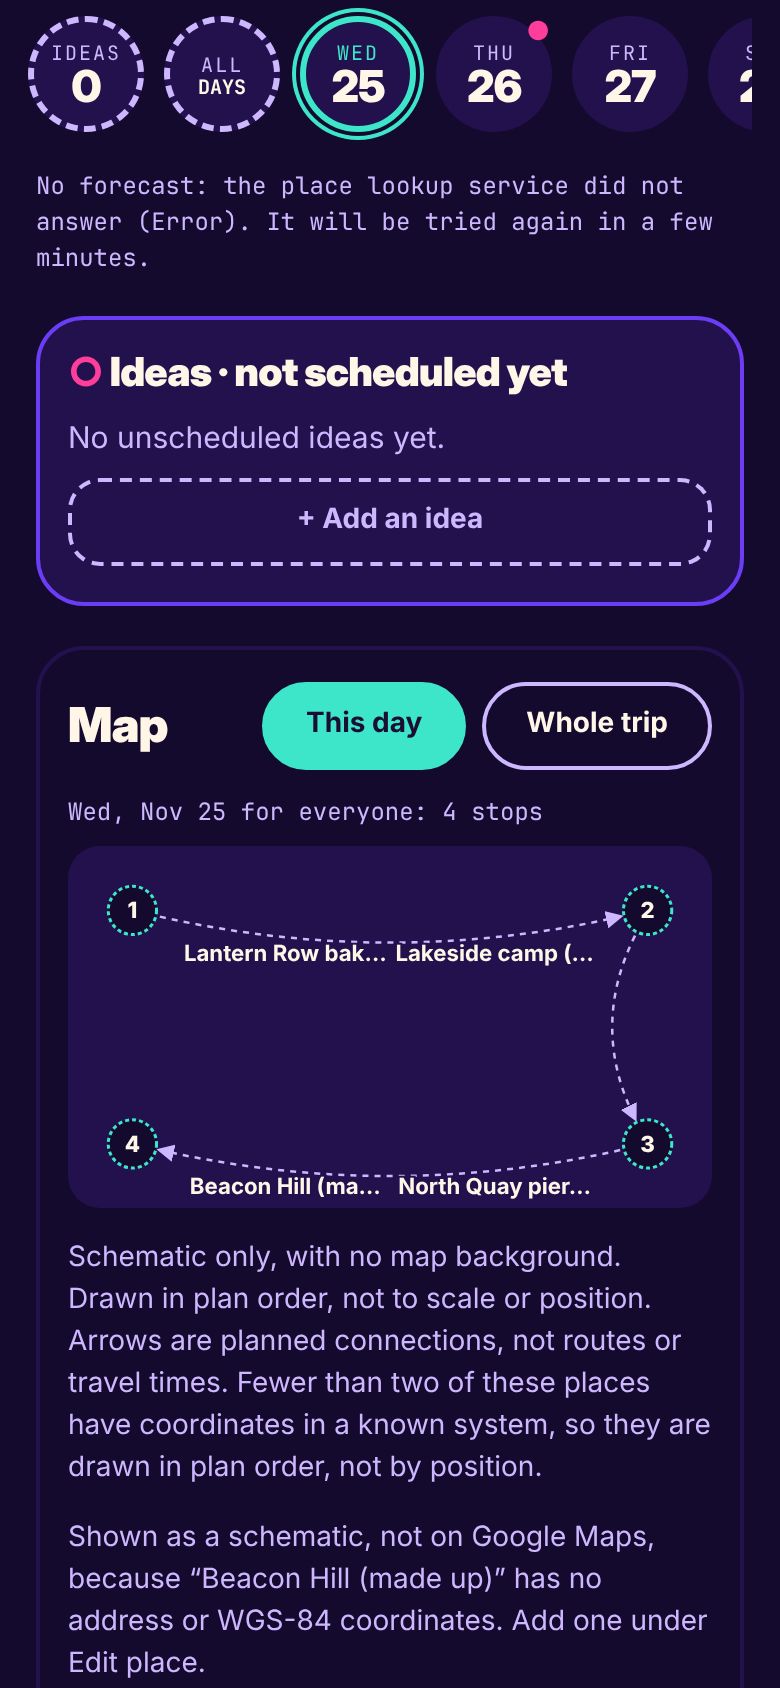 IDEAS
0
ALL
DAYS
WED
25
THU
26
FRI
27
No forecast: the place lookup service did not
answer (Error). It will be tried again in a few
minutes.
Ideas · not scheduled yet
No unscheduled ideas yet.
+ Add an idea
Map
This day
Whole trip
Wed, Nov 25 for everyone: 4 stops
1
2
Lantern Row bak... Lakeside camp (...
4
3
Beacon Hill (ma... North Quay pier...
Schematic only, with no map background.
Drawn in plan order, not to scale or position.
Arrows are planned connections, not routes or
travel times. Fewer than two of these places
have coordinates in a known system, so they are
drawn in plan order, not by position.
Shown as a schematic, not on Google Maps,
because “Beacon Hill (made up)” has no
address or WGS-84 coordinates. Add one under
Edit place.